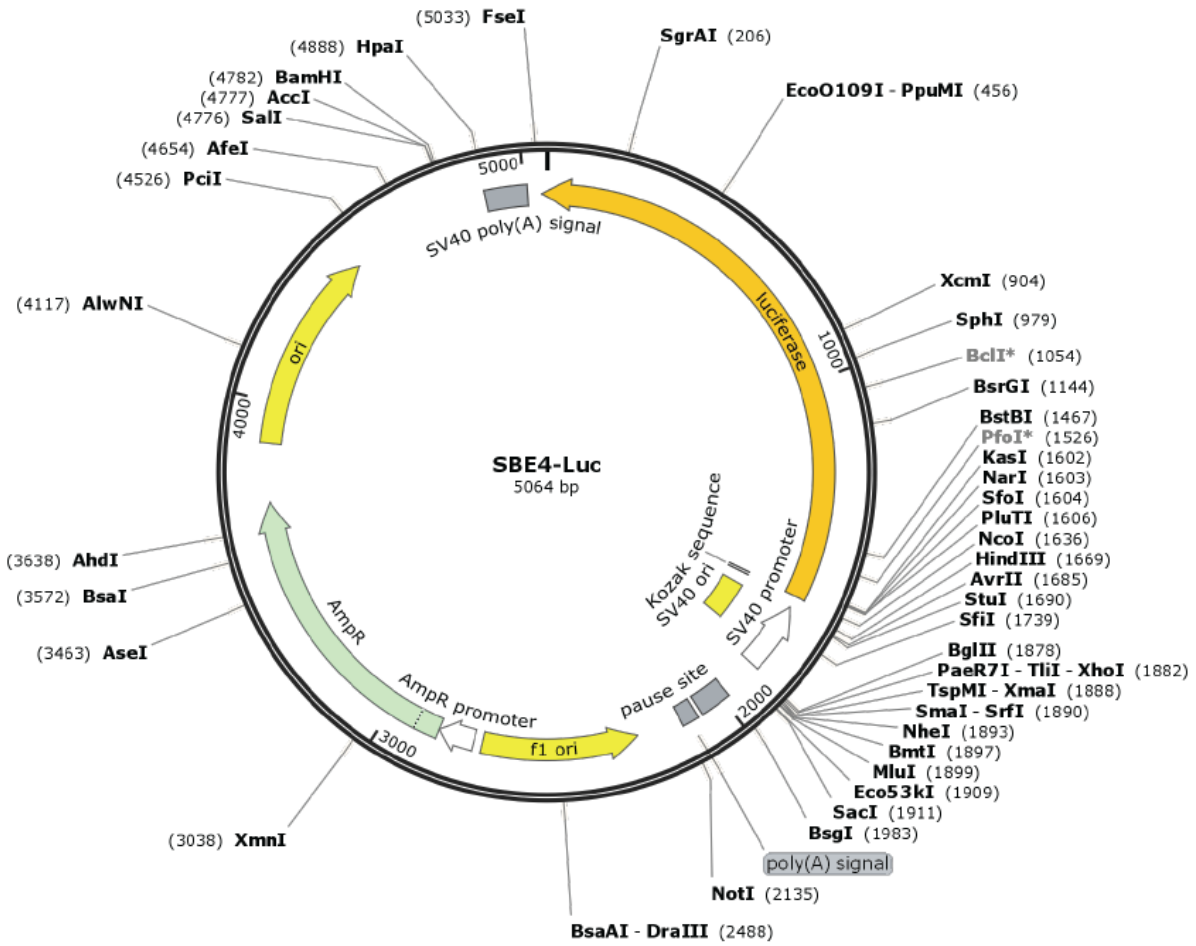 (5033) FseI
SgrAI (206)
(4888) HpaI
(4782) BamHI
(4777) AccI
(4776) SalI
(4654) AfeI
(4526) PciI
EcoO109I - PpuMI (456)
5000
SV40 poly(A) signal
(4117) AlwNI
XcmI (904)
SphI (979)
BclI* (1054)
BsrGI (1144)
luciferase
1000
ori
4000
BstBI (1467)
PfoI* (1526)
KasI (1602)
NarI (1603)
SfoI (1604)
PluTI (1606)
NcoI (1636)
HindIII (1669)
AvrII (1685)
StuI (1690)
SfiI (1739)
SBE4-Luc
5064 bp
Kozak sequence
SV40 ori
SV40 promoter
(3638) AhdI
(3572) BsaI
(3463) AseI
BglII (1878)
PaeR7I - TliI - XhoI (1882)
TspMI - XmaI (1888)
SmaI - SrfI (1890)
NheI (1893)
BmtI (1897)
MluI (1899)
Eco53kI (1909)
SacI (1911)
BsgI (1983)
AmpR
AmpR promoter
pause site
2000
3000
f1 ori
(3038) XmnI
poly(A) signal
NotI (2135)
BsaAI - DraIII (2488)